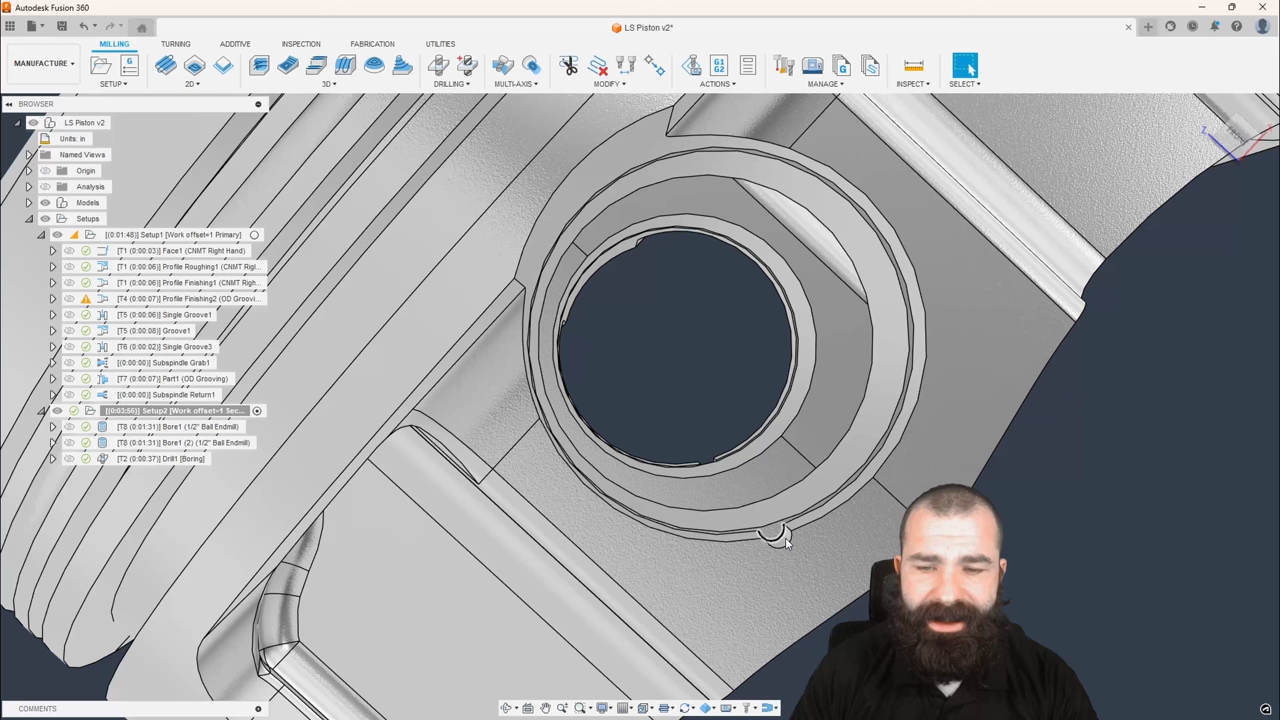 Autodesk Fusion 360
LS Piston v2*
MILLING TURNING ADDITIVE INSPECTION FABRICATION UTILITIES
MANUFACTURE
SETUP 2D 3D DRILLING MULTI-AXIS MODIFY ACTIONS MANAGE INSPECT SELECT
G1
G2
BROWSER
LS Piston v2
Units: in
Named Views
Origin
Analysis
Models
Setups
[(0:01:48)] Setup1 [Work offset=1 Primary]
[T1 (0:00:03)] Face1 (CNMT Right Hand)
[T1 (0:00:06)] Profile Roughing1 (CNMT Rig...
[T1 (0:00:06)] Profile Finishing1 (CNMT Righ...
[T4 (0:00:07)] Profile Finishing2 (OD Groovi...
[T5 (0:00:06)] Single Groove1
[T5 (0:00:08)] Groove1
[T6 (0:00:02)] Single Groove3
[(0:00:00)] Subspindle Grab1
[T7 (0:00:07)] Part1 (OD Grooving)
[(0:00:00)] Subspindle Return1
[(0:03:56)] Setup2 [Work offset=1 Sec...
[T8 (0:01:31)] Bore1 (1/2" Ball Endmill)
[T8 (0:01:31)] Bore1 (2) (1/2" Ball Endmill)
[T2 (0:00:37)] Drill1 [Boring]
Z
COMMENTS